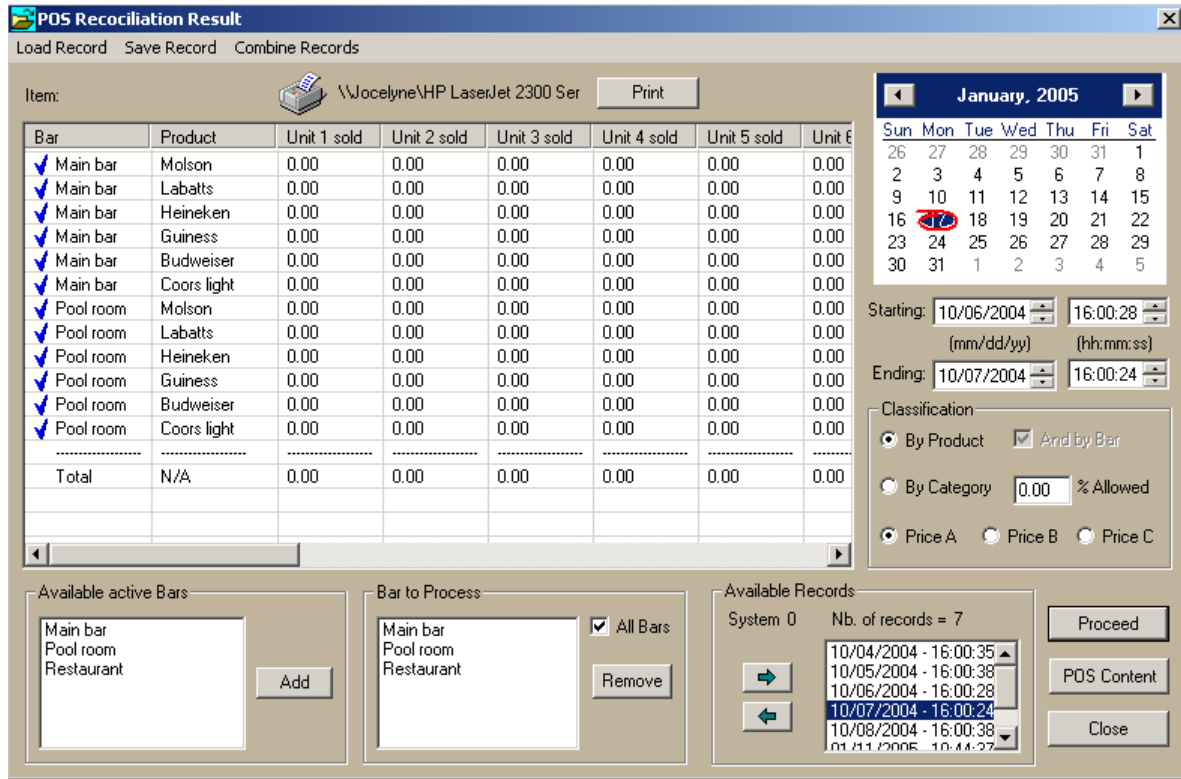 POS Recociliation Result
Load Record Save Record Combine Records
Item: \\Jocelyne\HP LaserJet 2300 Ser Print
Bar Product Unit 1 sold Unit 2 sold Unit 3 sold Unit 4 sold Unit 5 sold Unit
Main bar Molson 0.00 0.00 0.00 0.00 0.00 0.00
Main bar Labatts 0.00 0.00 0.00 0.00 0.00 0.00
Main bar Heineken 0.00 0.00 0.00 0.00 0.00 0.00
Main bar Guiness 0.00 0.00 0.00 0.00 0.00 0.00
Main bar Budweiser 0.00 0.00 0.00 0.00 0.00 0.00
Main bar Coors light 0.00 0.00 0.00 0.00 0.00 0.00
Pool room Molson 0.00 0.00 0.00 0.00 0.00 0.00
Pool room Labatts 0.00 0.00 0.00 0.00 0.00 0.00
Pool room Heineken 0.00 0.00 0.00 0.00 0.00 0.00
Pool room Guiness 0.00 0.00 0.00 0.00 0.00 0.00
Pool room Budweiser 0.00 0.00 0.00 0.00 0.00 0.00
Pool room Coors light 0.00 0.00 0.00 0.00 0.00 0.00
Total N/A 0.00 0.00 0.00 0.00 0.00 0.00
January, 2005
Sun Mon Tue Wed Thu Fri Sat
26 27 28 29 30 31 1
2 3 4 5 6 7 8
9 10 11 12 13 14 15
16 17 18 19 20 21 22
23 24 25 26 27 28 29
30 31 1 2 3 4 5
Starting: 10/06/2004 16:00:28
(mm/dd/yy) (hh:mm:ss)
Ending: 10/07/2004 16:00:24
Classification
By Product And by Bar
By Category 0.00 % Allowed
Price A Price B Price C
Available active Bars
Main bar
Pool room
Restaurant
Add
Bar to Process
Main bar
Pool room
Restaurant
All Bars
Remove
Available Records
System 0 Nb. of records = 7
10/04/2004 - 16:00:35
10/05/2004 - 16:00:38
10/06/2004 - 16:00:28
10/07/2004 - 16:00:24
10/08/2004 - 16:00:38
01/11/2005 - 10:44:27
Proceed
POS Content
Close